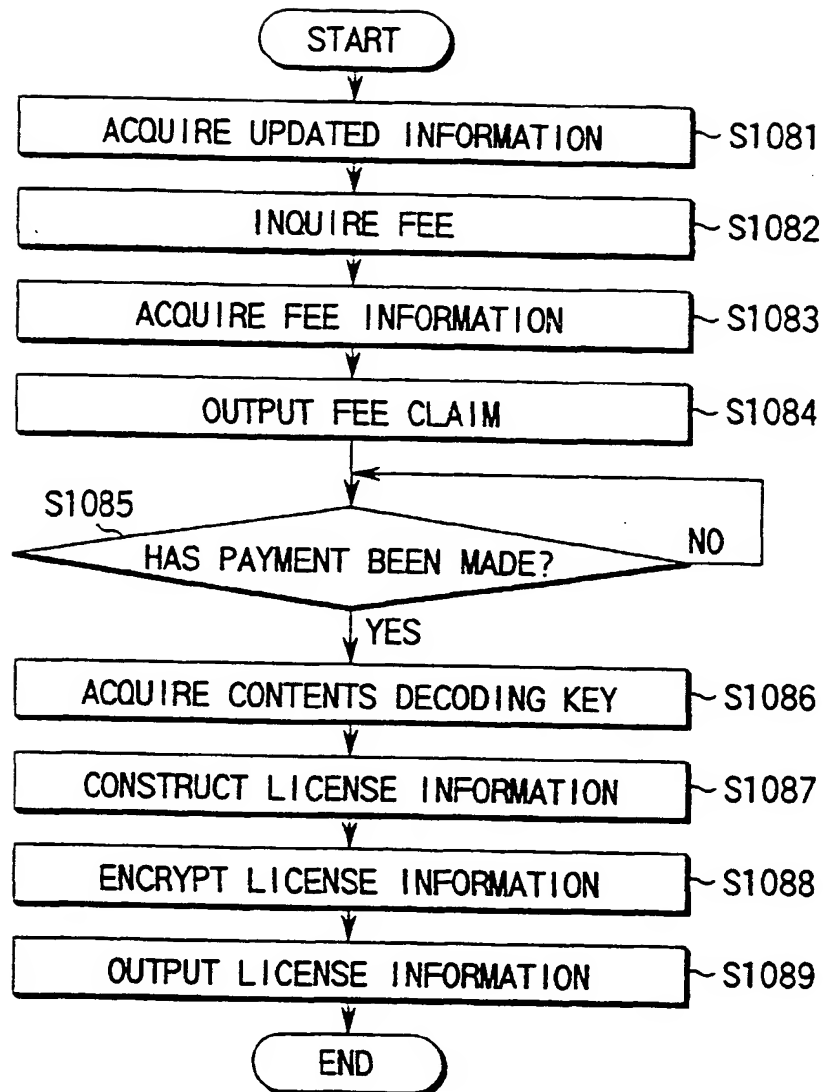 START
ACQUIRE UPDATED INFORMATION S1081
INQUIRE FEE S1082
ACQUIRE FEE INFORMATION S1083
OUTPUT FEE CLAIM S1084
S1085
HAS PAYMENT BEEN MADE? NO
YES
ACQUIRE CONTENTS DECODING KEY S1086
CONSTRUCT LICENSE INFORMATION S1087
ENCRYPT LICENSE INFORMATION S1088
OUTPUT LICENSE INFORMATION S1089
END